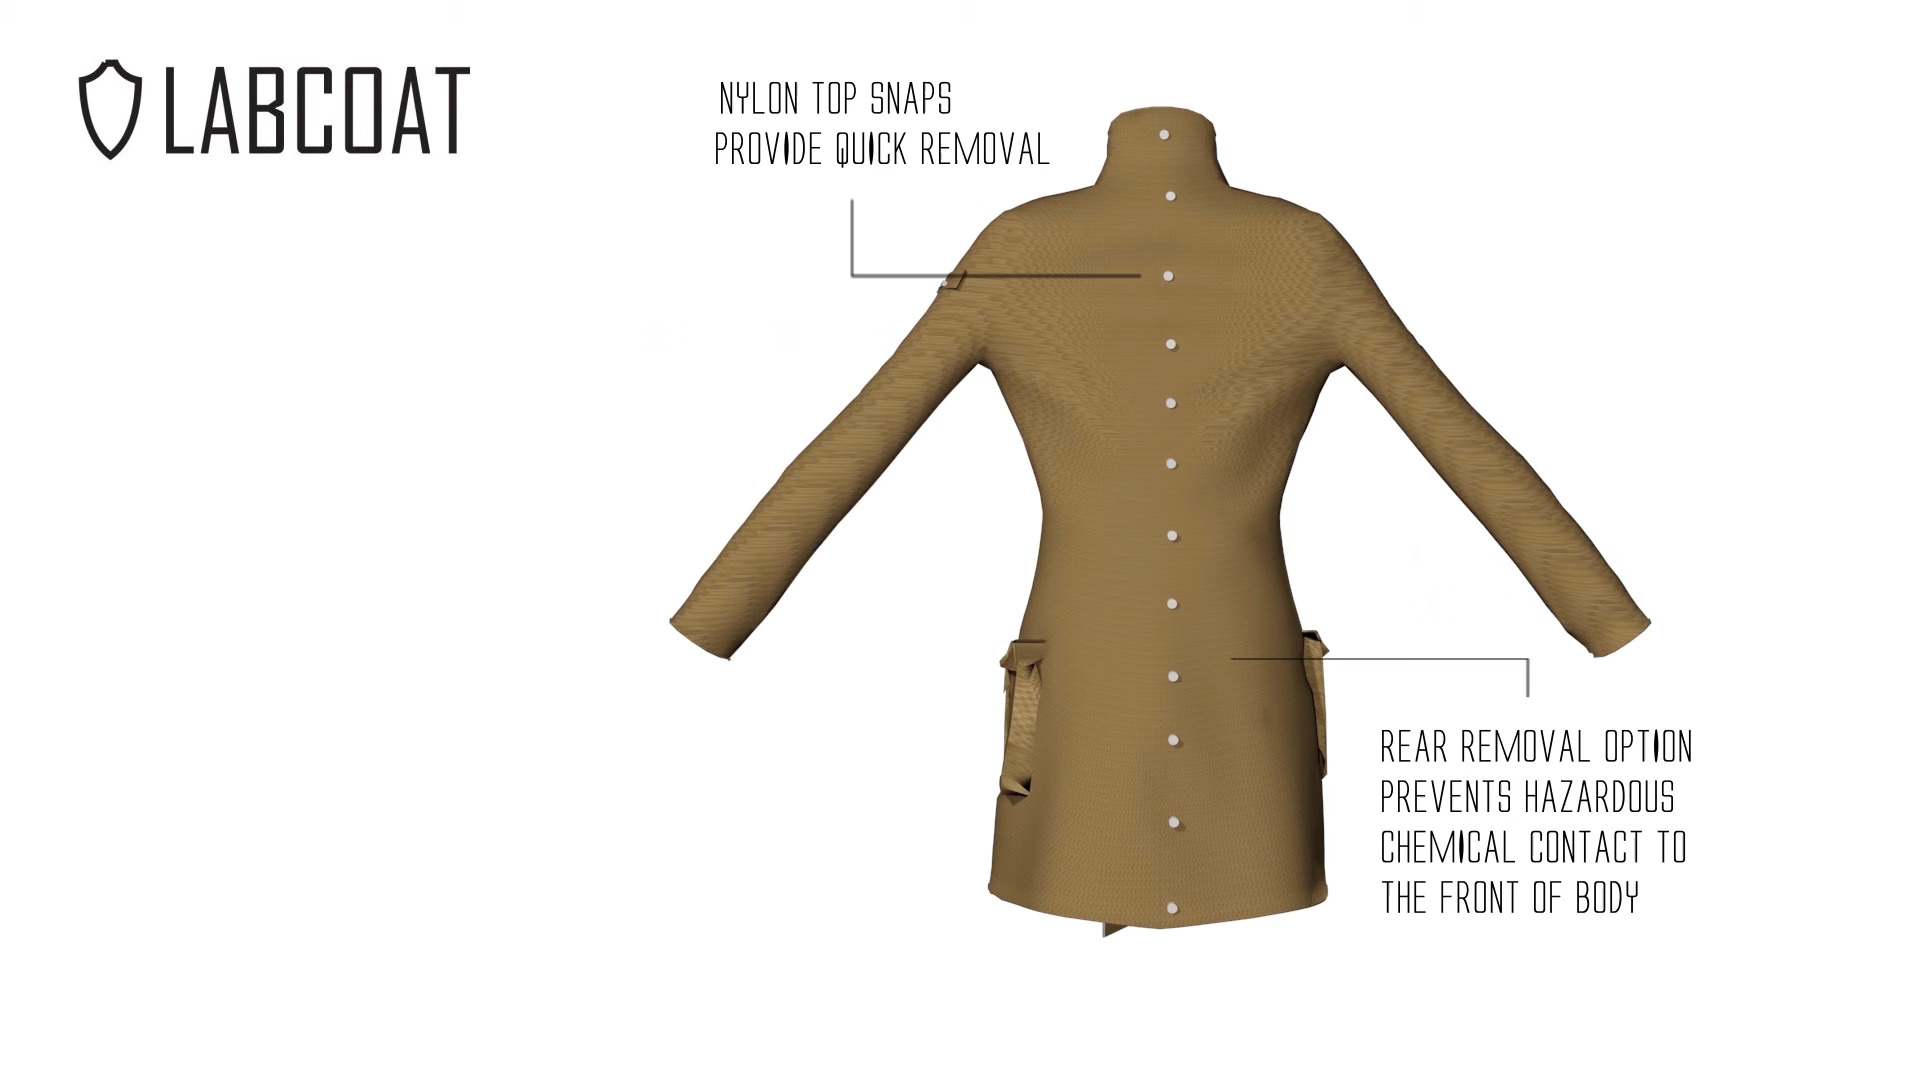 LABCOAT
NYLON TOP SNAPS
PROVIDE QUICK REMOVAL
REAR REMOVAL OPTION
PREVENTS HAZARDOUS
CHEMICAL CONTACT TO
THE FRONT OF BODY